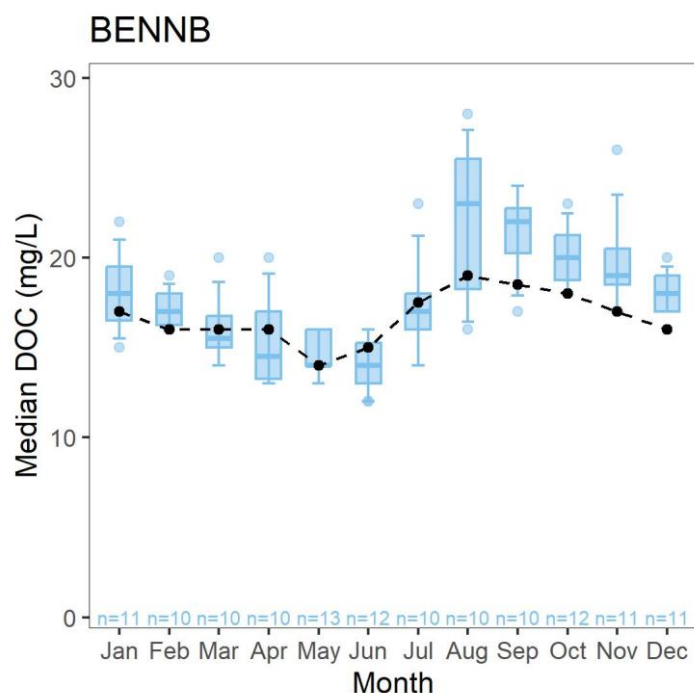 BENNB
Median DOC (mg/L)
30
20
10
0
n=11 n=10 n=10 n=10 n=13 n=12 n=10 n=10 n=10 n=12 n=11 n=11
Jan Feb Mar Apr May Jun Jul Aug Sep Oct Nov Dec
Month